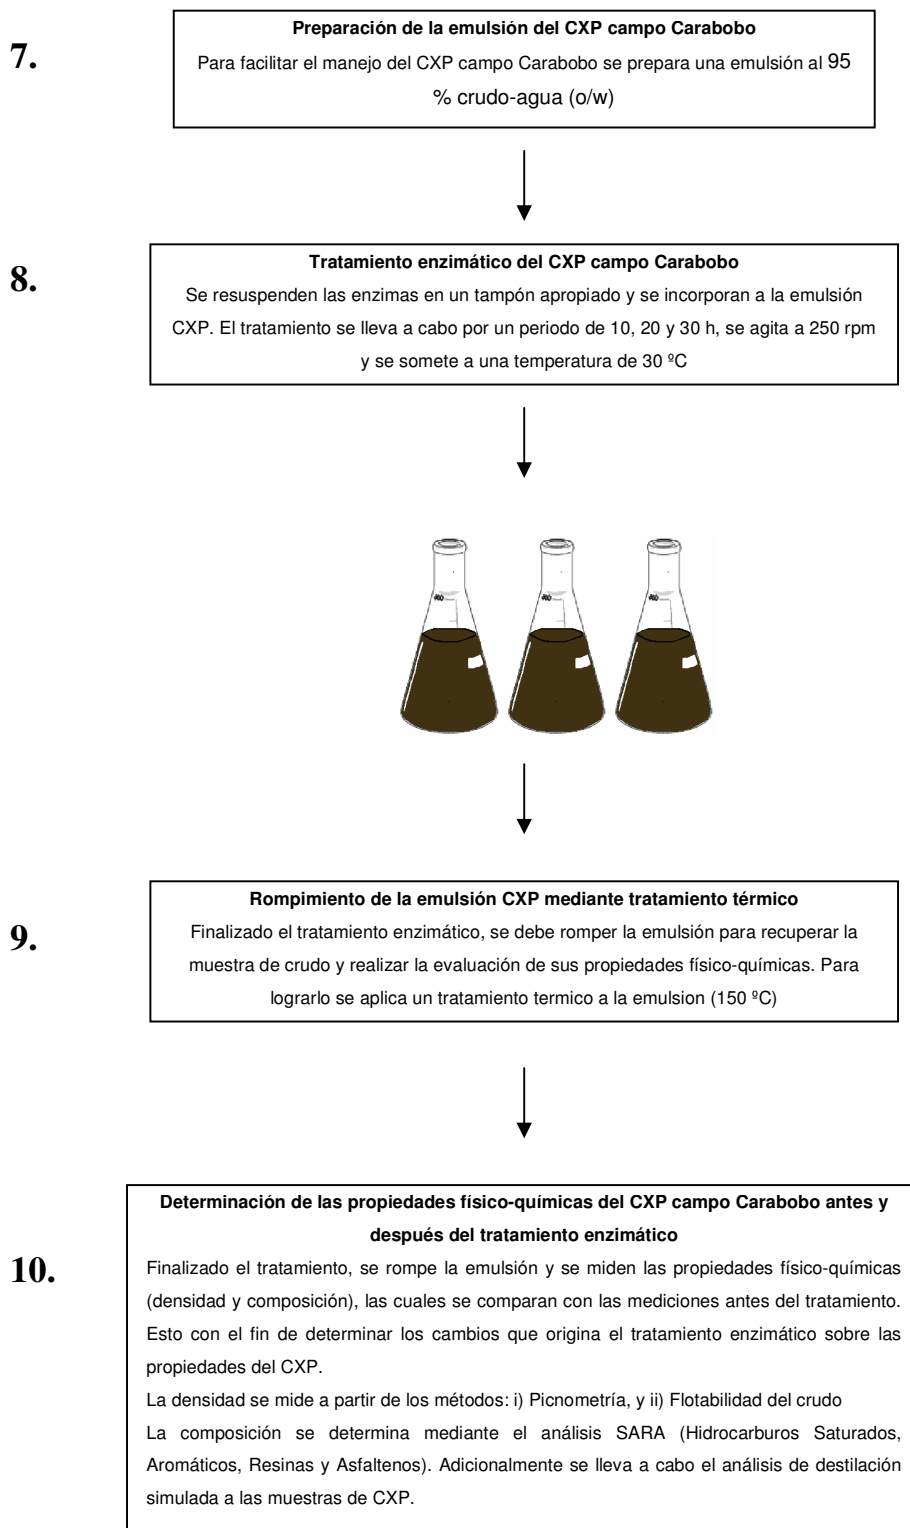 7.
Preparación de la emulsión del CXP campo Carabobo
Para facilitar el manejo del CXP campo Carabobo se prepara una emulsión al 95
% crudo-agua (o/w)
8.
Tratamiento enzimático del CXP campo Carabobo
Se resuspenden las enzimas en un tampón apropiado y se incorporan a la emulsión
CXP. El tratamiento se lleva a cabo por un periodo de 10, 20 y 30 h, se agita a 250 rpm
y se somete a una temperatura de 30 ºC
9.
Rompimiento de la emulsión CXP mediante tratamiento térmico
Finalizado el tratamiento enzimático, se debe romper la emulsión para recuperar la
muestra de crudo y realizar la evaluación de sus propiedades físico-químicas. Para
lograrlo se aplica un tratamiento termico a la emulsion (150 ºC)
10.
Determinación de las propiedades físico-químicas del CXP campo Carabobo antes y
después del tratamiento enzimático
Finalizado el tratamiento, se rompe la emulsión y se miden las propiedades físico-químicas
(densidad y composición), las cuales se comparan con las mediciones antes del tratamiento.
Esto con el fin de determinar los cambios que origina el tratamiento enzimático sobre las
propiedades del CXP.
La densidad se mide a partir de los métodos: i) Picnometría, y ii) Flotabilidad del crudo
La composición se determina mediante el análisis SARA (Hidrocarburos Saturados,
Aromáticos, Resinas y Asfaltenos). Adicionalmente se lleva a cabo el análisis de destilación
simulada a las muestras de CXP.